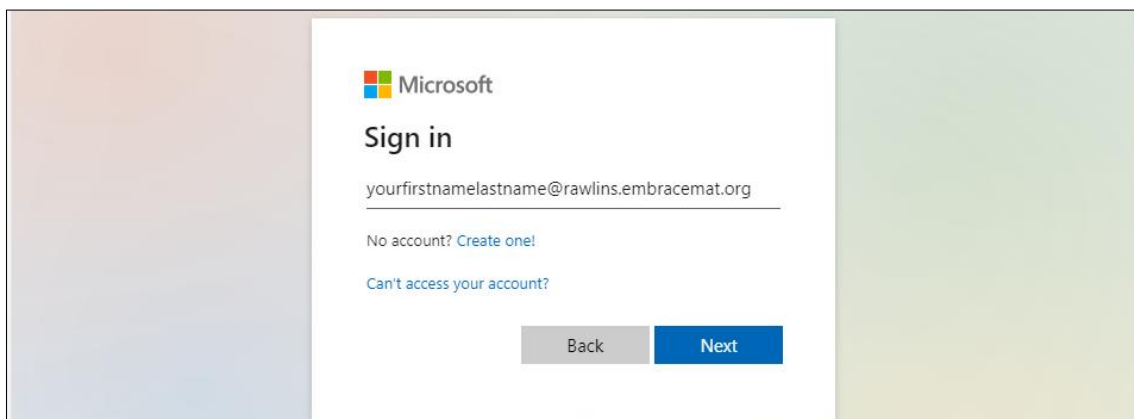 Microsoft
Sign in
yourfirstnamelastname@rawlins.embracemat.org
No account? Create one!
Can't access your account?
Back Next